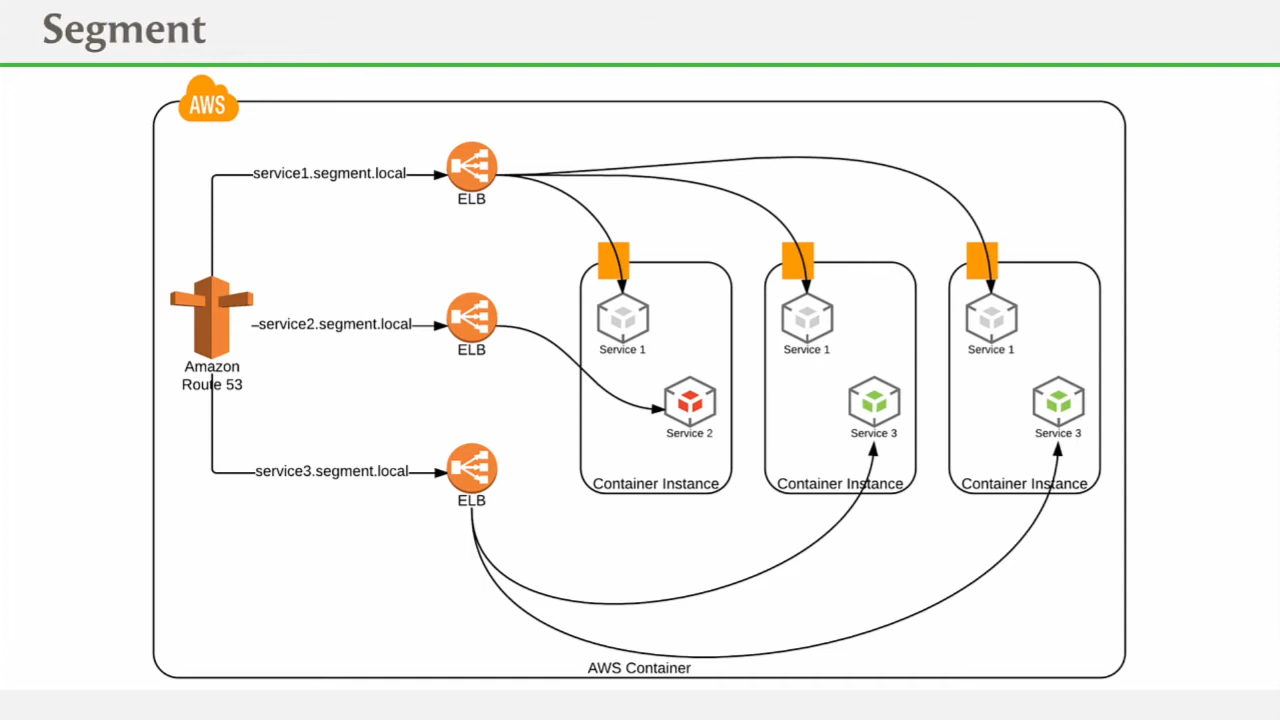 Segment
AWS
service1.segment.local
ELB
service2.segment.local
ELB
Amazon
Route 53
service3.segment.local
ELB
Service 1
Service 2
Container Instance
Service 1
Service 3
Container Instance
Service 1
Service 3
Container Instance
AWS Container